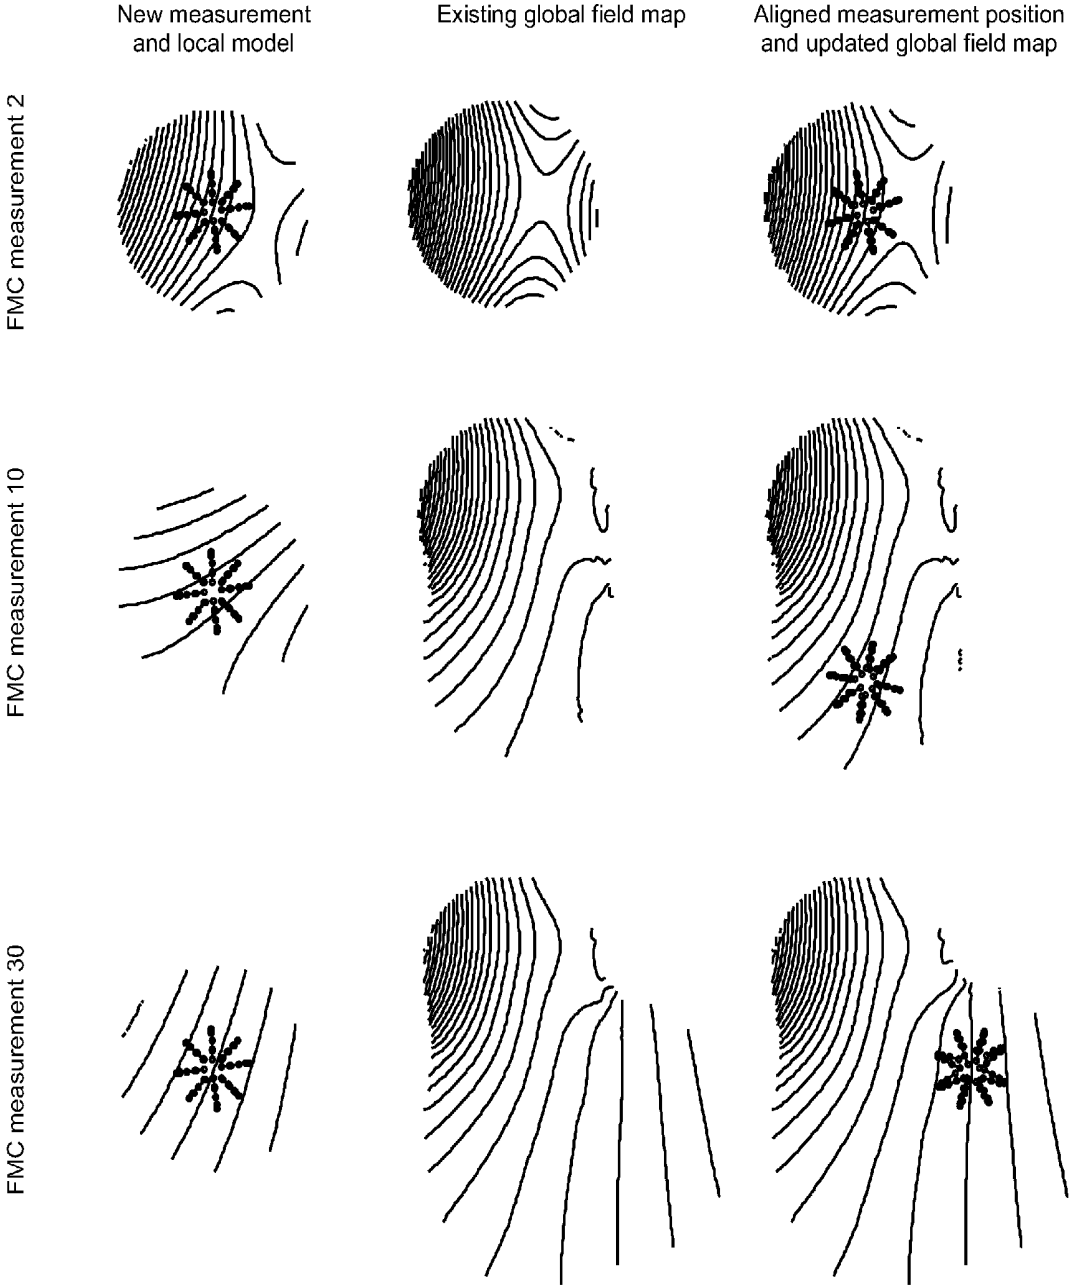 New measurement
and local model
Existing global field map
Aligned measurement position
and updated global field map
FMC measurement 2
FMC measurement 10
FMC measurement 30